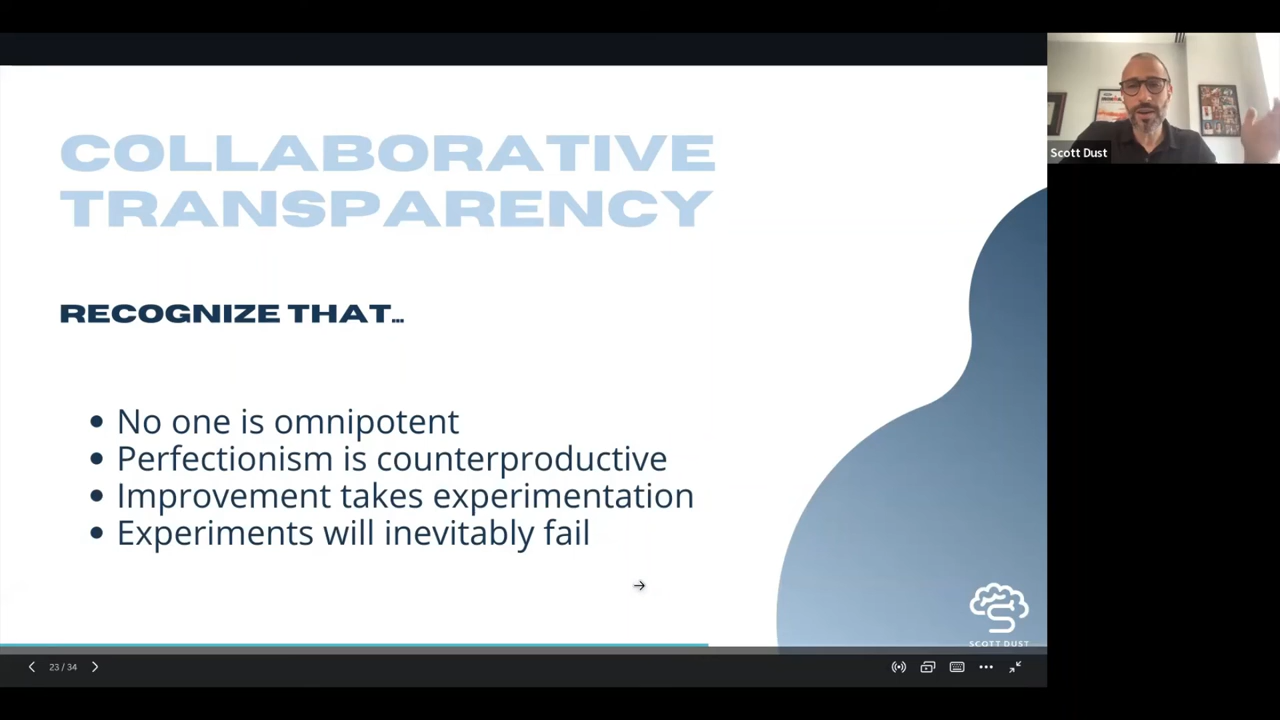 COLLABORATIVE
TRANSPARENCY
RECOGNIZE THAT...
• No one is omnipotent
• Perfectionism is counterproductive
• Improvement takes experimentation
• Experiments will inevitably fail
Scott Dust
SCOTT DUST
23 / 34